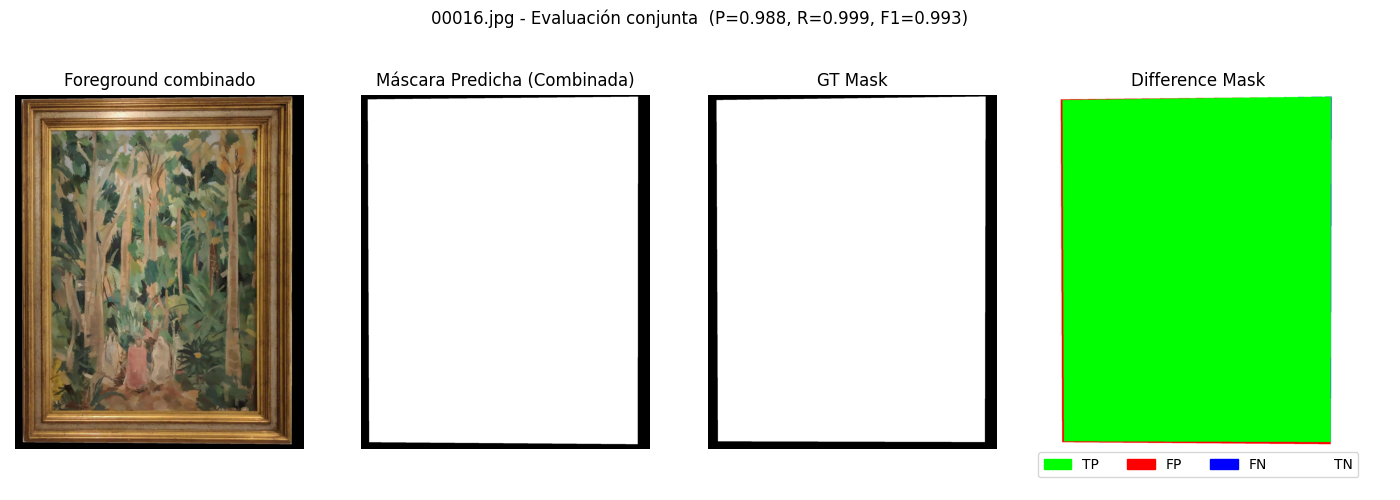 00016.jpg - Evaluación conjunta  (P=0.988, R=0.999, F1=0.993)
Foreground combinado
Máscara Predicha (Combinada)
GT Mask
Difference Mask
TP
FP
FN
TN